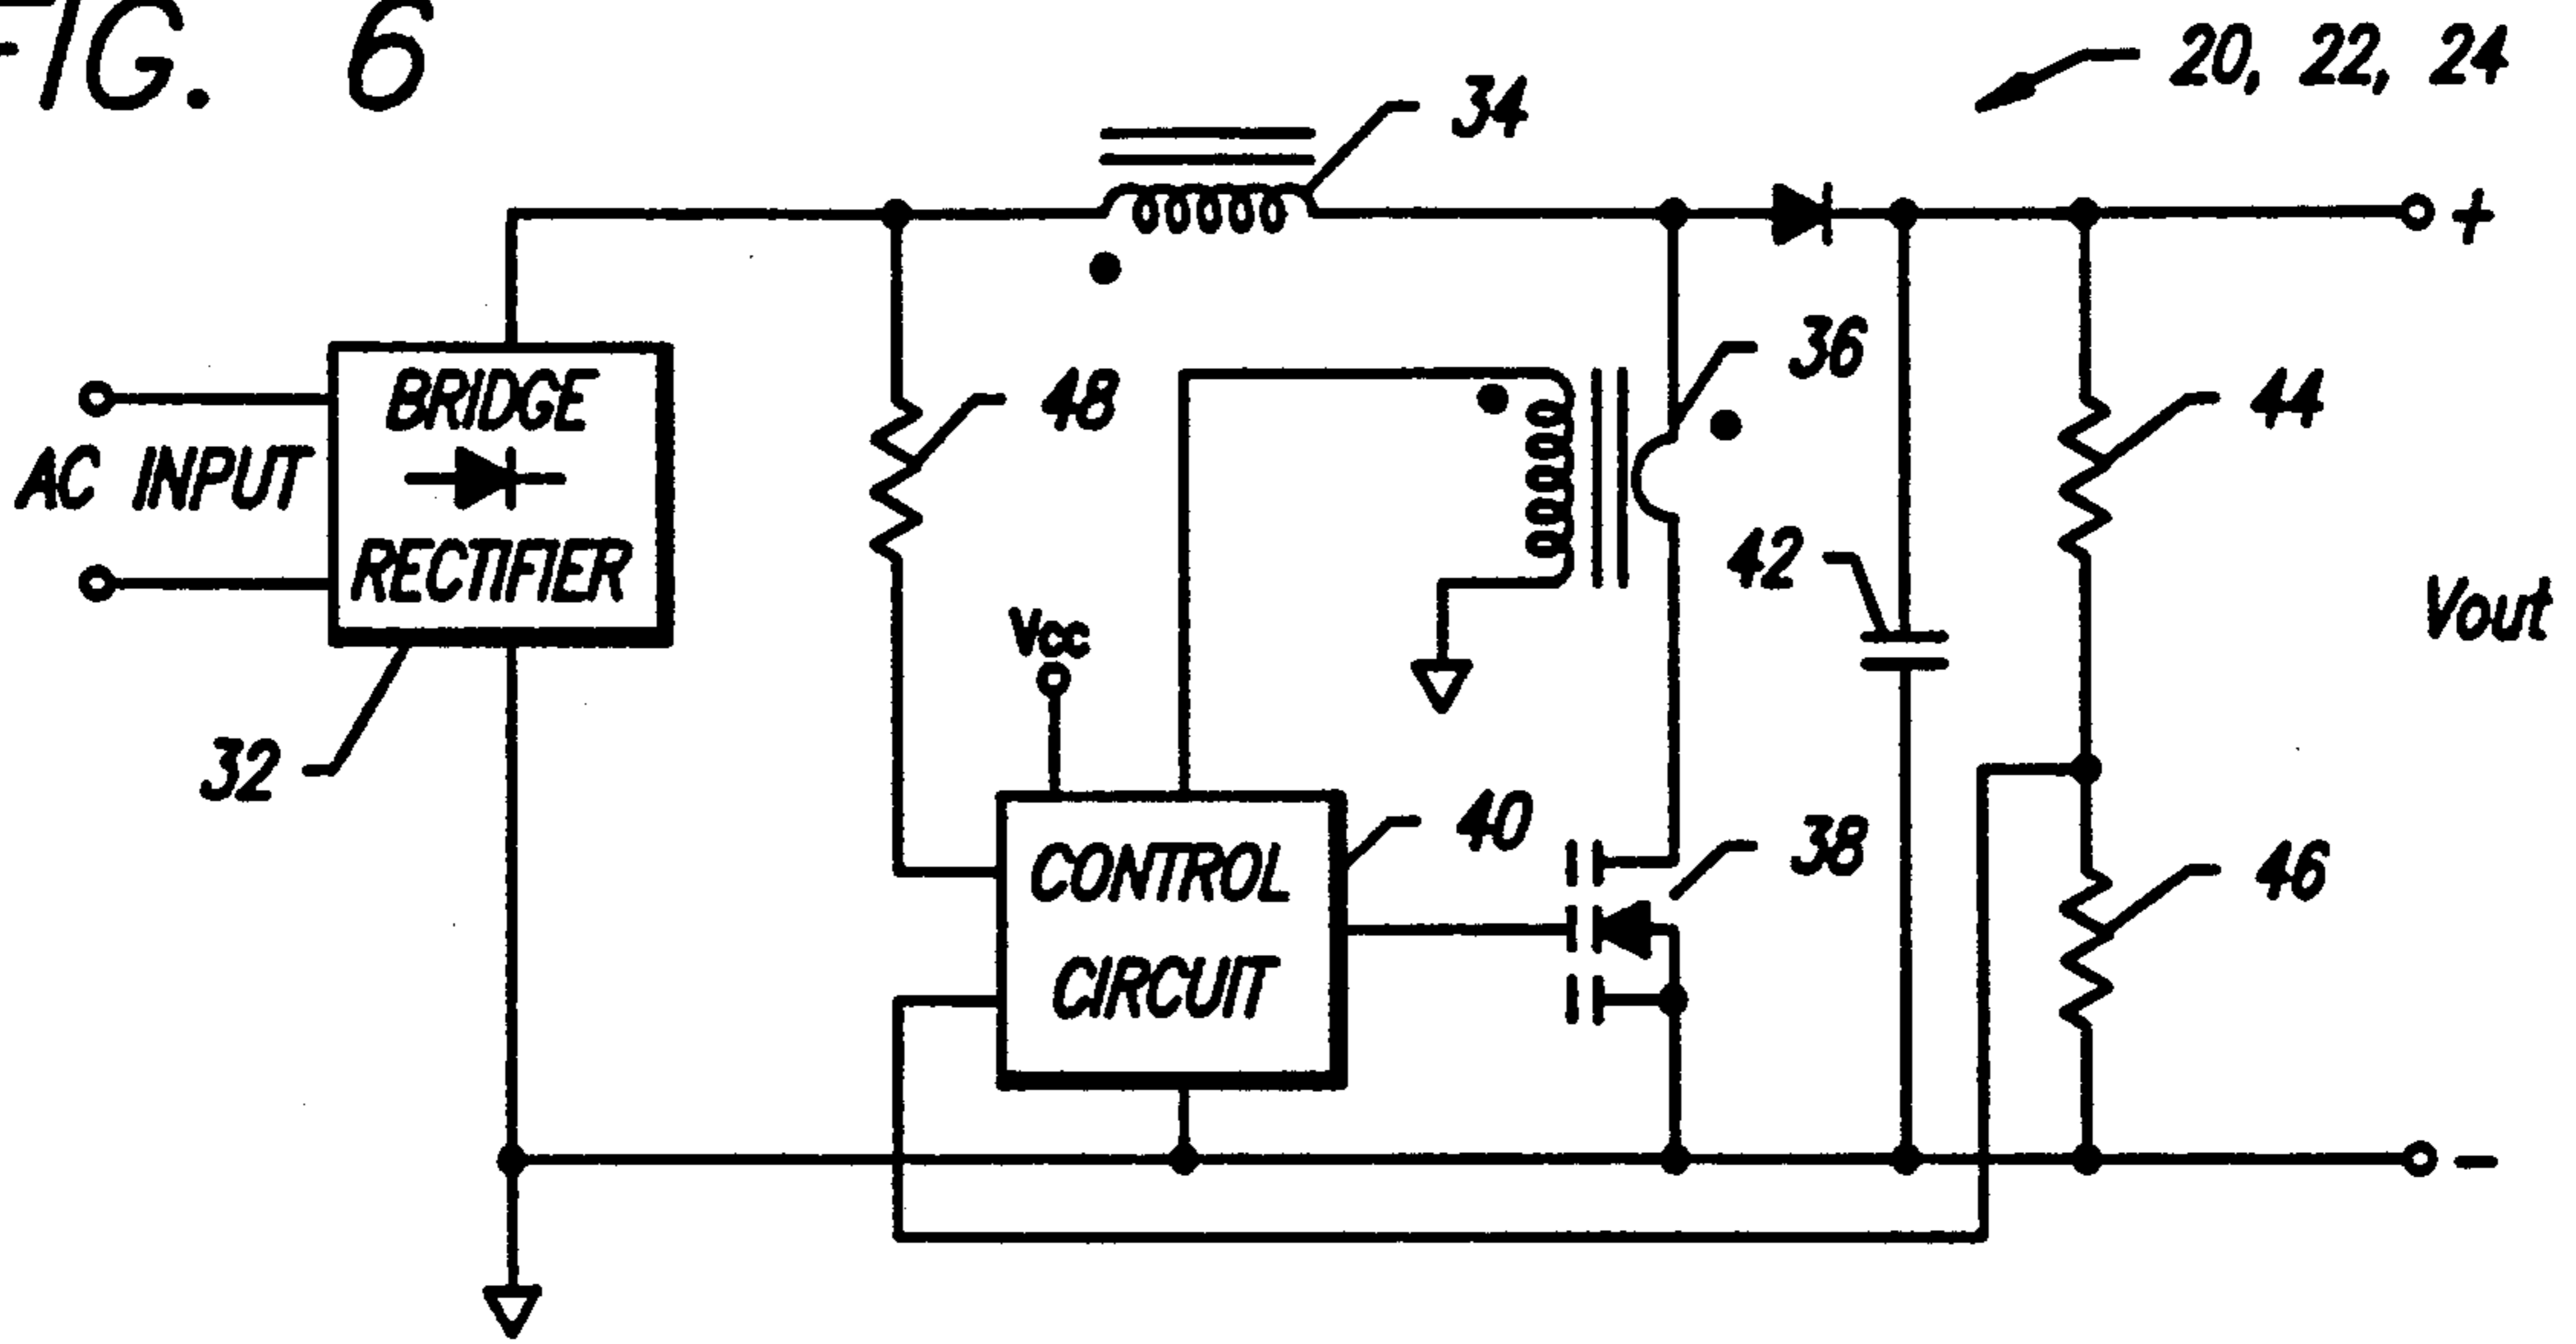 FIG. 6
20, 22, 24
34
+
36
48
44
BRIDGE
AC INPUT
RECTIFIER
42
Vout
Vcc
32
40
38
CONTROL
46
CIRCUIT
-